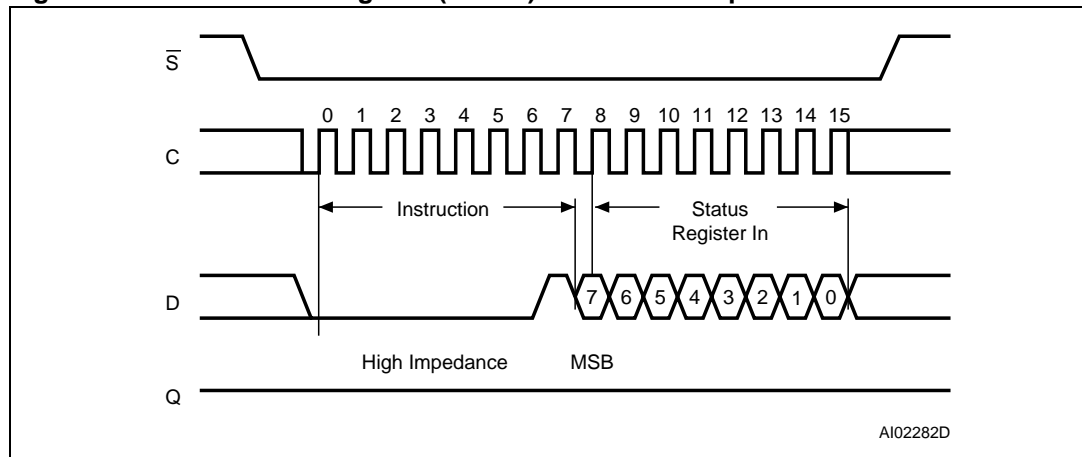 S
0 1 2 3 4 5 6 7 8 9 10 11 12 13 14 15
C
Instruction
Status
Register In
D
7 6 5 4 3 2 1 0
High Impedance
MSB
Q
AI02282D